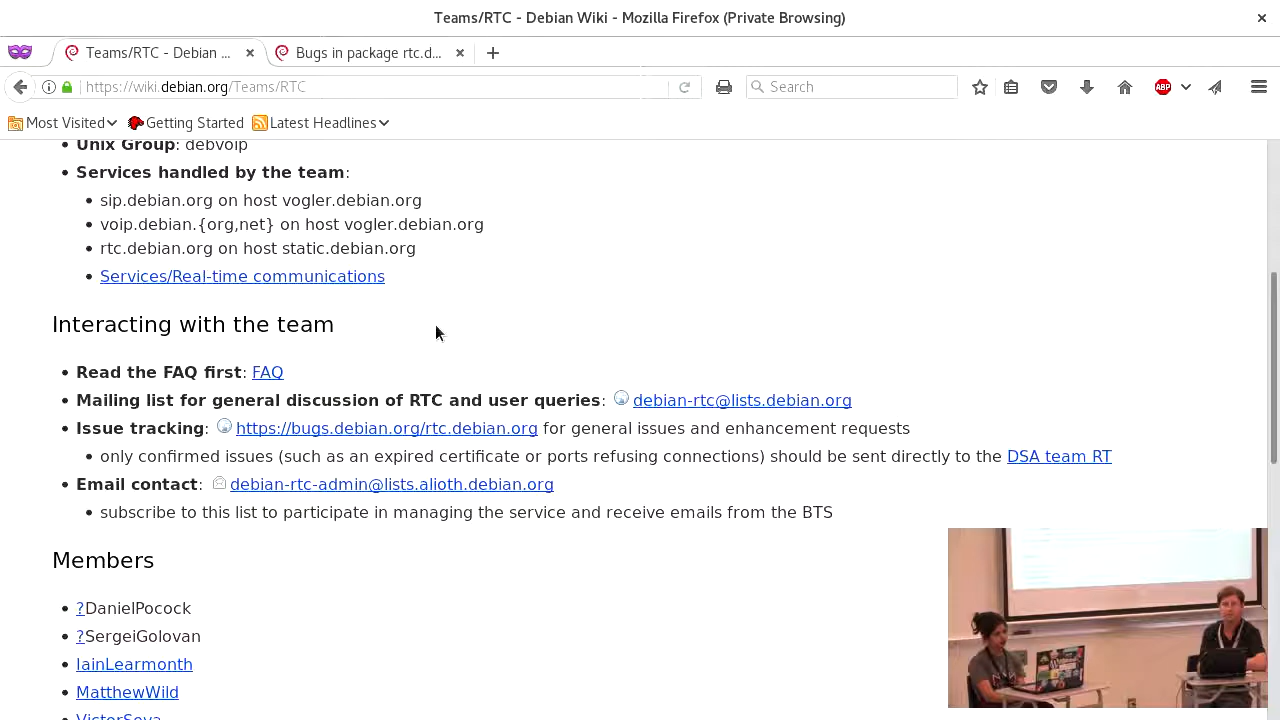 Teams/RTC - Debian Wiki - Mozilla Firefox (Private Browsing)
Teams/RTC - Debian ...
Bugs in package rtc.d...
https://wiki.debian.org/Teams/RTC
Search
ABP
Most Visited
Getting Started
Latest Headlines
Unix Group: debvoip
Services handled by the team:
sip.debian.org on host vogler.debian.org
voip.debian.{org,net} on host vogler.debian.org
rtc.debian.org on host static.debian.org
Services/Real-time communications
Interacting with the team
Read the FAQ first: FAQ
Mailing list for general discussion of RTC and user queries: debian-rtc@lists.debian.org
Issue tracking: https://bugs.debian.org/rtc.debian.org for general issues and enhancement requests
only confirmed issues (such as an expired certificate or ports refusing connections) should be sent directly to the DSA team RT
Email contact: debian-rtc-admin@lists.alioth.debian.org
subscribe to this list to participate in managing the service and receive emails from the BTS
Members
?DanielPocock
?SergeiGolovan
IainLearmonth
MatthewWild
VictorSeva